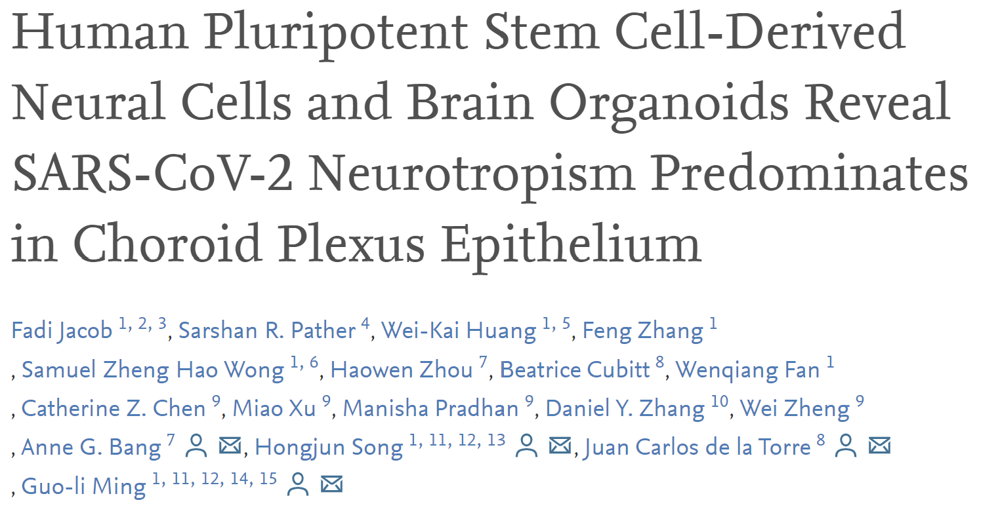 Human Pluripotent Stem Cell-Derived
Neural Cells and Brain Organoids Reveal
SARS-CoV-2 Neurotropism Predominates
in Choroid Plexus Epithelium
Fadi Jacob 1, 2, 3, Sarshan R. Pather 4, Wei-Kai Huang 1, 5, Feng Zhang 1
, Samuel Zheng Hao Wong 1, 6, Haowen Zhou 7, Beatrice Cubitt 8, Wenqiang Fan 1
, Catherine Z. Chen 9, Miao Xu 9, Manisha Pradhan 9, Daniel Y. Zhang 10, Wei Zheng 9
, Anne G. Bang 7, Hongjun Song 1, 11, 12, 13, Juan Carlos de la Torre 8
, Guo-li Ming 1, 11, 12, 14, 15